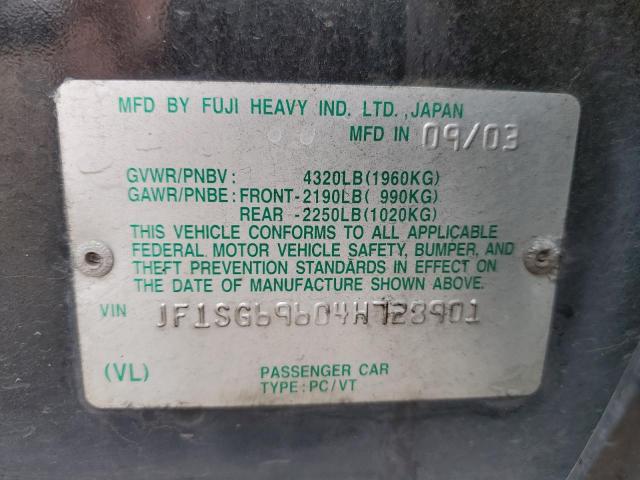 MFD BY FUJI HEAVY IND. LTD. ,JAPAN
MFD IN 09/03
GVWR/PNBV : 4320LB(1960KG)
GAWR/PNBE : FRONT-2190LB( 990KG)
REAR -2250LB(1020KG)
THIS VEHICLE CONFORMS TO ALL APPLICABLE
FEDERAL MOTOR VEHICLE SAFETY, BUMPER, AND
THEFT PREVENTION STANDARDS IN EFFECT ON
THE DATE OF MANUFACTURE SHOWN ABOVE.
VIN JF1SG69604H728901
(VL) PASSENGER CAR
TYPE : PC/VT